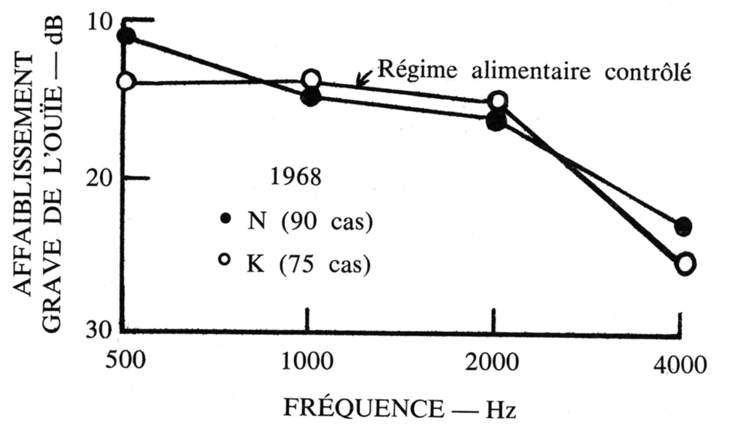 AFFAIBLISSEMENT
GRAVE DE L'OUÏE — dB
10
20
30
Régime alimentaire contrôlé
1968
N (90 cas)
K (75 cas)
500
1000
2000
4000
FRÉQUENCE — Hz